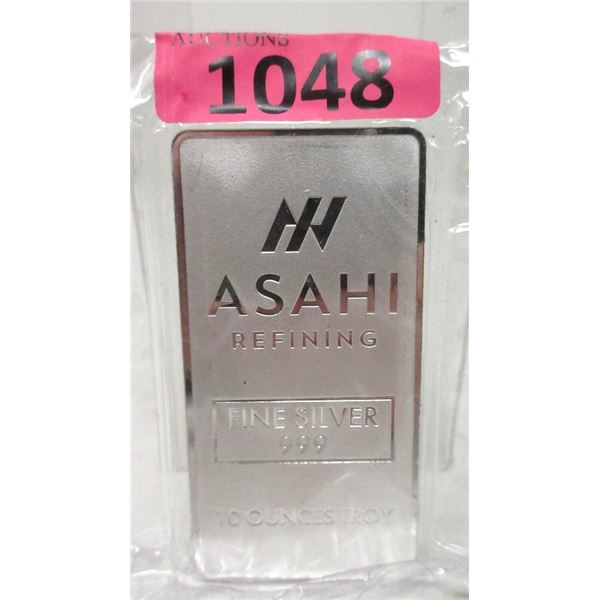 AUCTIONS
1048
ASAHI
REFINING
FINE SILVER
999
10 OUNCES TROY